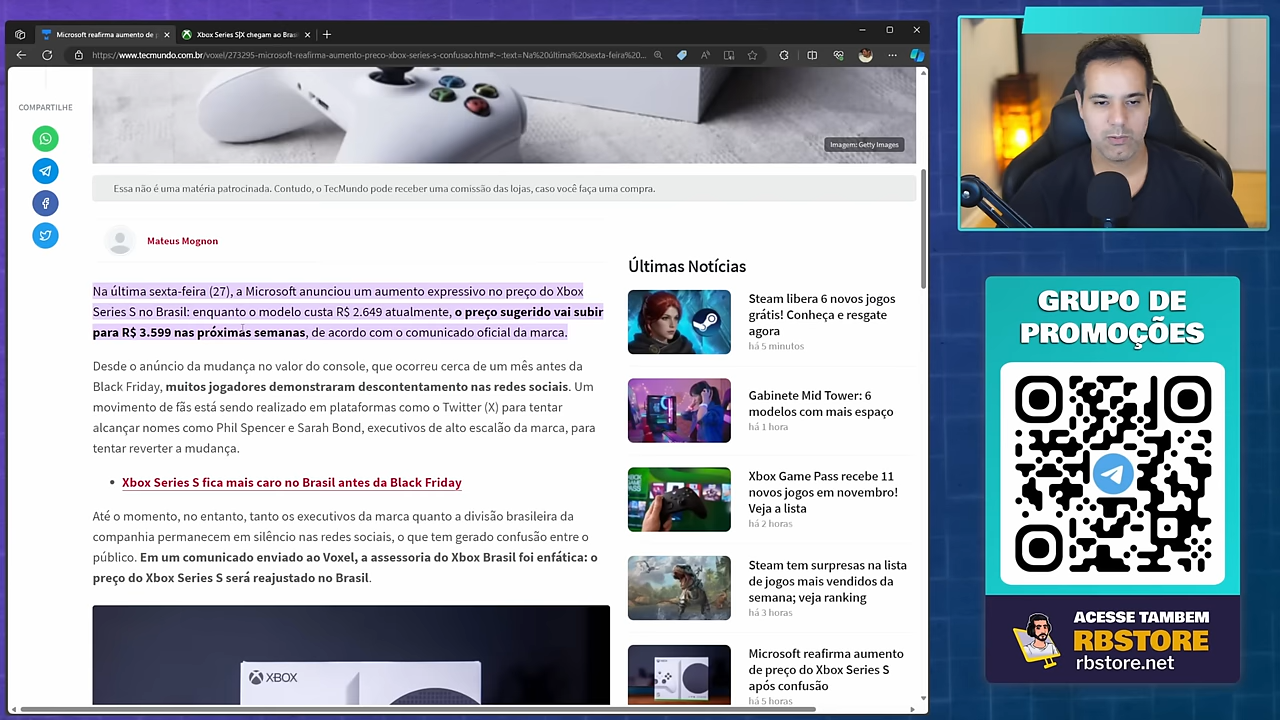 Microsoft reafirma aumento de
Xbox Series S|X chegam ao Bras
https://www.tecmundo.com.br/voxel/273295-microsoft-reafirma-aumento-preco-xbox-series-s-confusao.htm#:~:text=Na%20última%20sexta-feira%20...
COMPARTILHE
Imagem: Getty Images
Essa não é uma matéria patrocinada. Contudo, o TecMundo pode receber uma comissão das lojas, caso você faça uma compra.
Mateus Mognon
Na última sexta-feira (27), a Microsoft anunciou um aumento expressivo no preço do Xbox
Series S no Brasil: enquanto o modelo custa R$ 2.649 atualmente, o preço sugerido vai subir
para R$ 3.599 nas próximas semanas, de acordo com o comunicado oficial da marca.
Desde o anúncio da mudança no valor do console, que ocorreu cerca de um mês antes da
Black Friday, muitos jogadores demonstraram descontentamento nas redes sociais. Um
movimento de fãs está sendo realizado em plataformas como o Twitter (X) para tentar
alcançar nomes como Phil Spencer e Sarah Bond, executivos de alto escalão da marca, para
tentar reverter a mudança.
• Xbox Series S fica mais caro no Brasil antes da Black Friday
Até o momento, no entanto, tanto os executivos da marca quanto a divisão brasileira da
companhia permanecem em silêncio nas redes sociais, o que tem gerado confusão entre o
público. Em um comunicado enviado ao Voxel, a assessoria do Xbox Brasil foi enfática: o
preço do Xbox Series S será reajustado no Brasil.
XBOX
Últimas Notícias
Steam libera 6 novos jogos
grátis! Conheça e resgate
agora
há 5 minutos
Gabinete Mid Tower: 6
modelos com mais espaço
há 1 hora
Xbox Game Pass recebe 11
novos jogos em novembro!
Veja a lista
há 2 horas
Steam tem surpresas na lista
de jogos mais vendidos da
semana; veja ranking
há 3 horas
Microsoft reafirma aumento
de preço do Xbox Series S
após confusão
há 5 horas
GRUPO DE
PROMOÇÕES
ACESSE TAMBEM
RBSTORE
rbstore.net